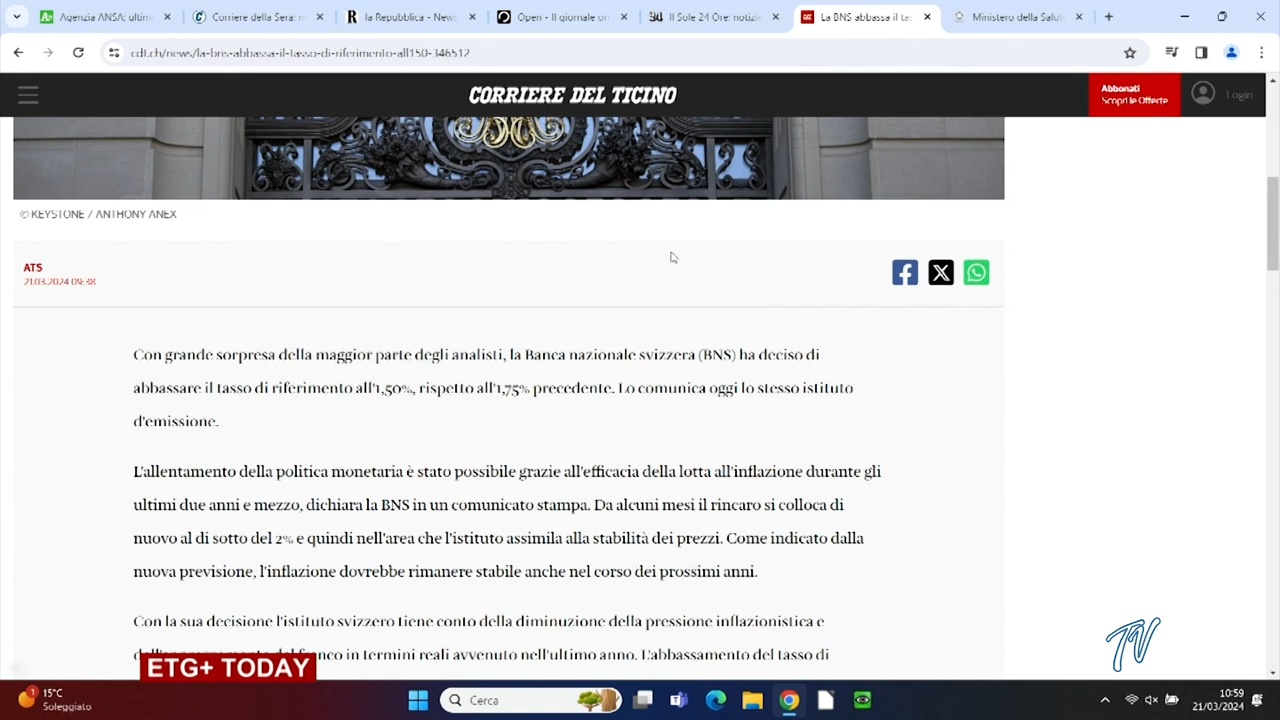 Agenzia ANSA: ultime
Corriere della Sera: n
la Repubblica - News
Open - Il giornale on
Il Sole 24 Ore: notizie
La BNS abbassa il tas
Ministero della Salut
cdt.ch/news/la-bns-abbassa-il-tasso-di-riferimento-all150-346512
CORRIERE DEL TICINO
Abbonati
Scopri le Offerte
Login
© KEYSTONE / ANTHONY ANEX
ATS
21.03.2024 09:38
Con grande sorpresa della maggior parte degli analisti, la Banca nazionale svizzera (BNS) ha deciso di
abbassare il tasso di riferimento all'1,50%, rispetto all'1,75% precedente. Lo comunica oggi lo stesso istituto
d'emissione.
L'allentamento della politica monetaria è stato possibile grazie all'efficacia della lotta all'inflazione durante gli
ultimi due anni e mezzo, dichiara la BNS in un comunicato stampa. Da alcuni mesi il rincaro si colloca di
nuovo al di sotto del 2% e quindi nell'area che l'istituto assimila alla stabilità dei prezzi. Come indicato dalla
nuova previsione, l'inflazione dovrebbe rimanere stabile anche nel corso dei prossimi anni.
Con la sua decisione l'istituto svizzero tiene conto della diminuzione della pressione inflazionistica e
del franco in termini reali avvenuto nell'ultimo anno. L'abbassamento del tasso di
ETG+ TODAY
TV
1
15°C
Soleggiato
Cerca
10:59
21/03/2024